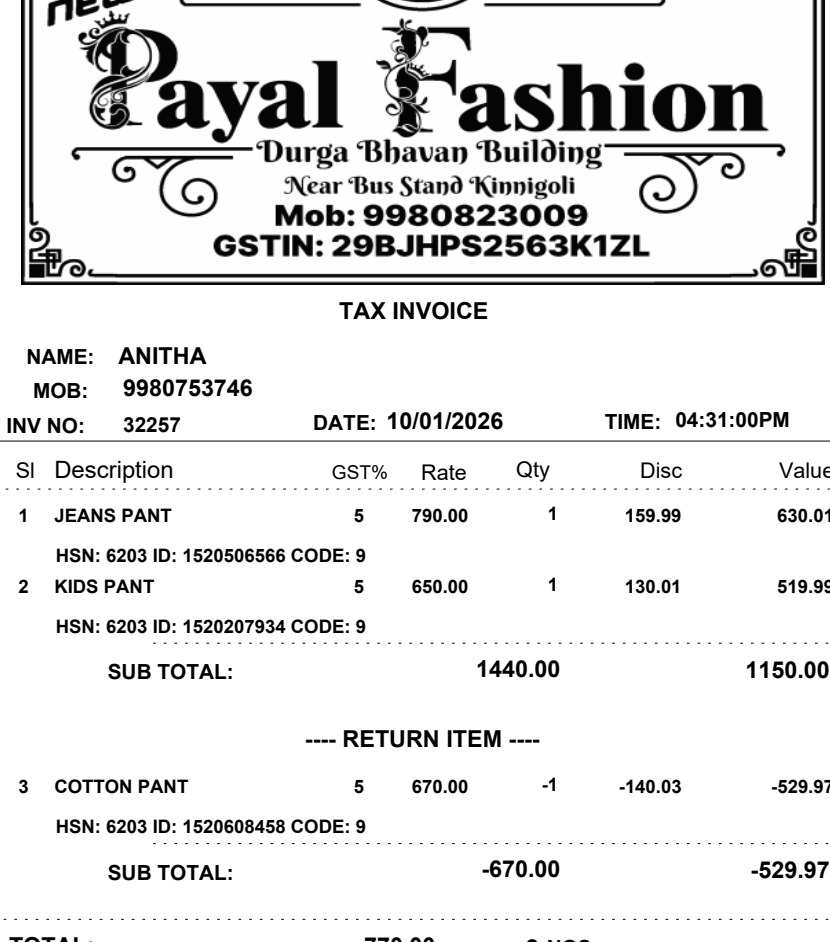 new
Payal Fashion
Durga Bhavan Building
Near Bus Stand Kinnigoli
Mob: 9980823009
GSTIN: 29BJHPS2563K1ZL
TAX INVOICE
NAME: ANITHA
MOB: 9980753746
INV NO: 32257 DATE: 10/01/2026 TIME: 04:31:00PM
Sl Description GST% Rate Qty Disc Value
1 JEANS PANT 5 790.00 1 159.99 630.01
HSN: 6203 ID: 1520506566 CODE: 9
2 KIDS PANT 5 650.00 1 130.01 519.99
HSN: 6203 ID: 1520207934 CODE: 9
SUB TOTAL: 1440.00 1150.00
---- RETURN ITEM ----
3 COTTON PANT 5 670.00 -1 -140.03 -529.97
HSN: 6203 ID: 1520608458 CODE: 9
SUB TOTAL: -670.00 -529.97
TOTAL: 770.00